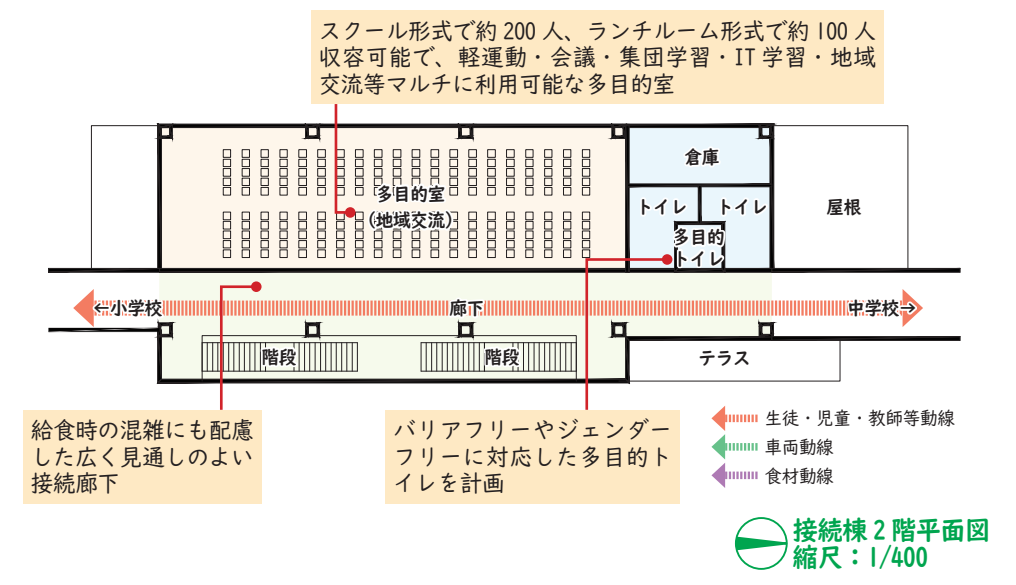 スクール形式で約200人、ランチルーム形式で約100人
収容可能で、軽運動・会議・集団学習・IT学習・地域
交流等マルチに利用可能な多目的室
倉庫
多目的室
（地域交流）
トイレ
トイレ
多目的
トイレ
屋根
←小学校
廊下
中学校→
階段
階段
テラス
給食時の混雑にも配慮
した広く見通しのよい
接続廊下
バリアフリーやジェンダー
フリーに対応した多目的ト
イレを計画
生徒・児童・教師等動線
車両動線
食材動線
接続棟2階平面図
縮尺：1/400